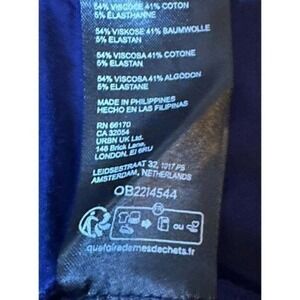 54% VISCOSE 41% COTON
5% ÉLASTHANNE
54% VISKOSE 41% BAUMWOLLE
5% ELASTAN
54% VISCOSA 41% COTONE
5% ELASTAN
54% VISCOSA 41% ALGODON
5% ELASTANE
MADE IN PHILIPPINES
HECHO EN LAS FILIPINAS
RN 66170
CA 32054
URBN UK Ltd.
146 Brick Lane,
LONDON, E1 6RU
LEIDSESTRAAT 32, 1017 PB
AMSTERDAM, NETHERLANDS
OB2214544
FR
OU
quefairedemesdechets.fr